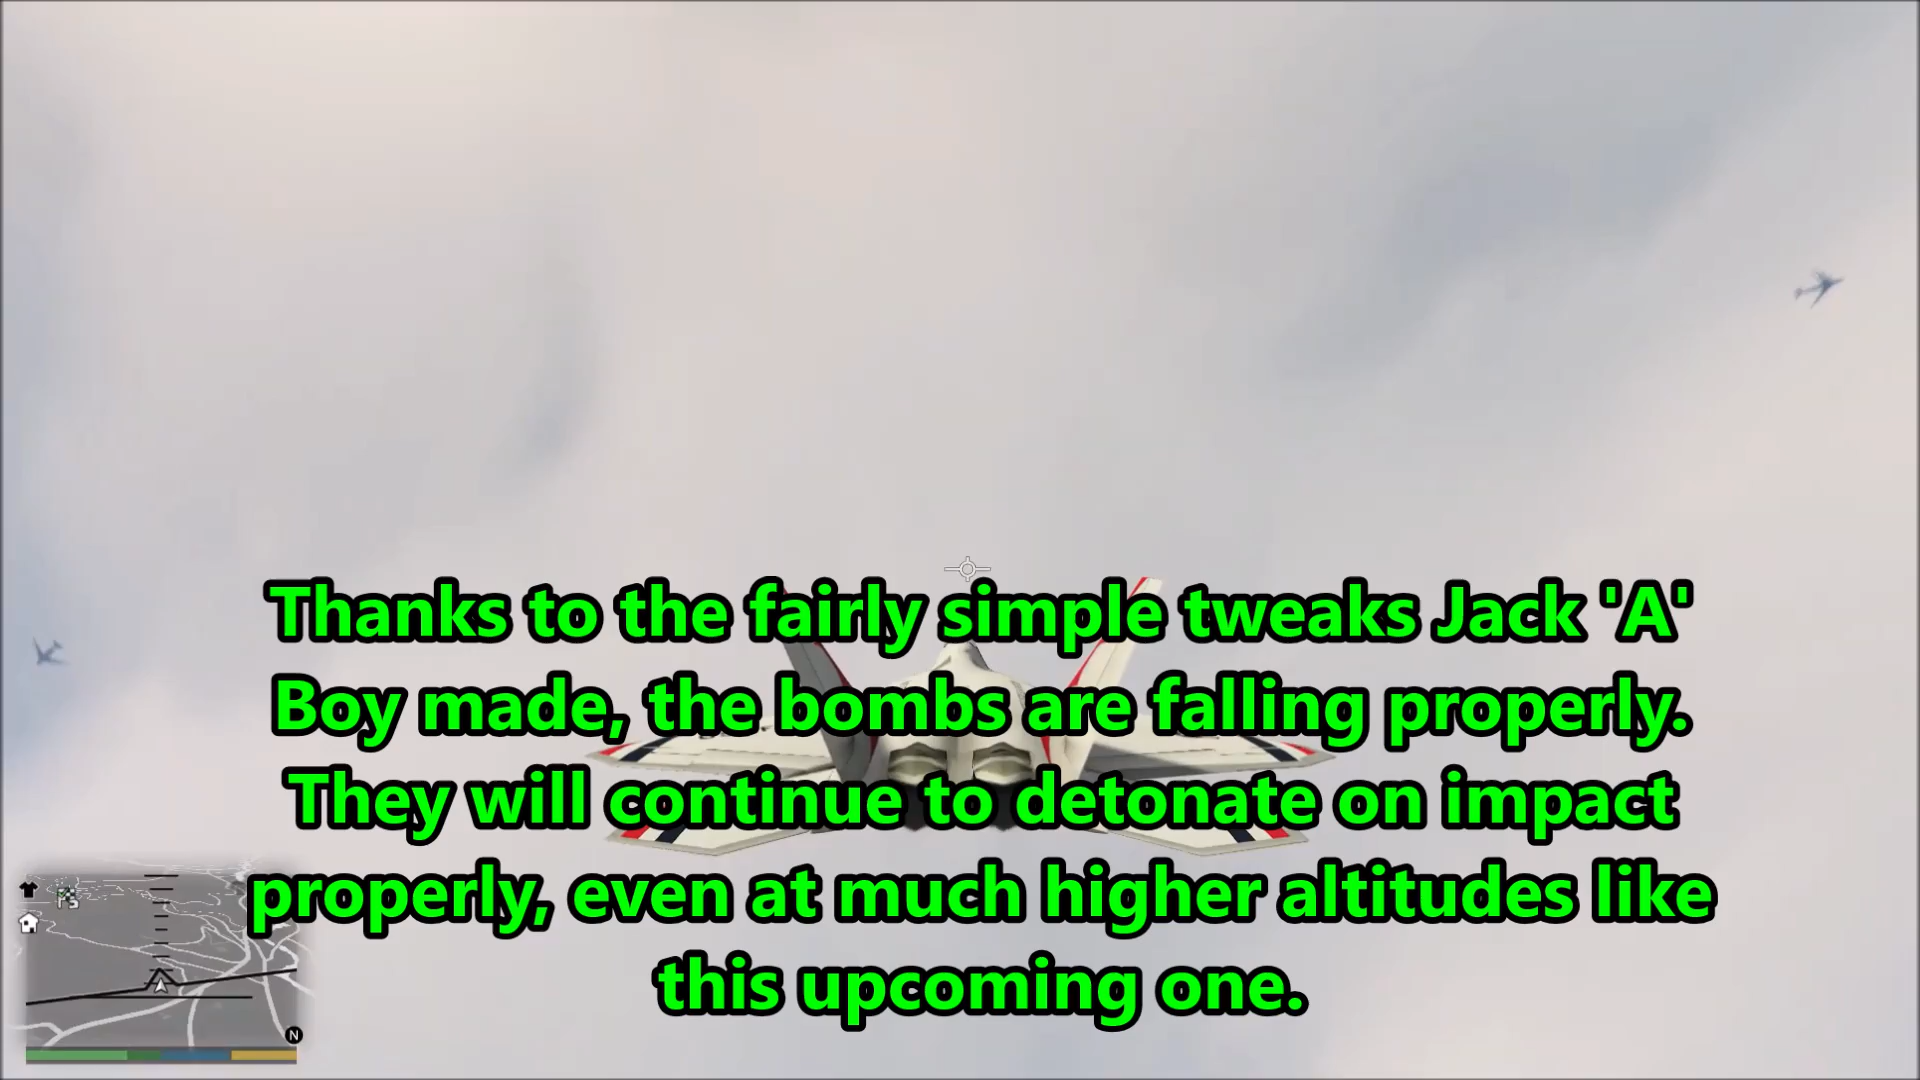 Thanks to the fairly simple tweaks Jack 'A'
Boy made, the bombs are falling properly.
They will continue to detonate on impact
properly, even at much higher altitudes like
this upcoming one.
N